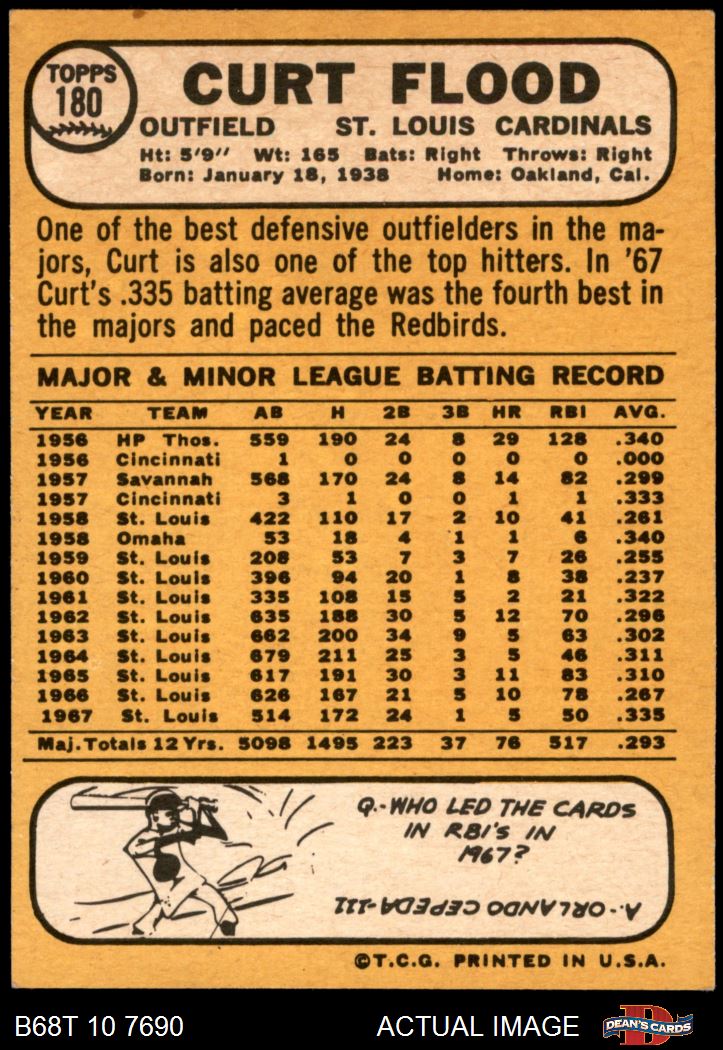 TOPPS
180
CURT FLOOD
OUTFIELD ST. LOUIS CARDINALS
Ht: 5'9" Wt: 165 Bats: Right Throws: Right
Born: January 18, 1938 Home: Oakland, Cal.
One of the best defensive outfielders in the ma-
jors, Curt is also one of the top hitters. In '67
Curt's .335 batting average was the fourth best in
the majors and paced the Redbirds.
MAJOR & MINOR LEAGUE BATTING RECORD
YEAR TEAM AB H 2B 3B HR RBI AVG.
1956 HP Thos. 559 190 24 8 29 128 .340
1956 Cincinnati 1 0 0 0 0 0 .000
1957 Savannah 568 170 24 8 14 82 .299
1957 Cincinnati 3 1 0 0 1 1 .333
1958 St. Louis 422 110 17 2 10 41 .261
1958 Omaha 53 18 4 1 1 6 .340
1959 St. Louis 208 53 7 3 7 26 .255
1960 St. Louis 396 94 20 1 8 38 .237
1961 St. Louis 335 108 15 5 2 21 .322
1962 St. Louis 635 188 30 5 12 70 .296
1963 St. Louis 662 200 34 9 5 63 .302
1964 St. Louis 679 211 25 3 5 46 .311
1965 St. Louis 617 191 30 3 11 83 .310
1966 St. Louis 626 167 21 5 10 78 .267
1967 St. Louis 514 172 24 1 5 50 .335
Maj. Totals 12 Yrs. 5098 1495 223 37 76 517 .293
Q.-WHO LED THE CARDS
IN RBI'S IN
1967?
A.-ORLANDO CEPEDA-111
©T.C.G. PRINTED IN U.S.A.
B68T 10 7690 ACTUAL IMAGE
D
DEAN'S CARDS